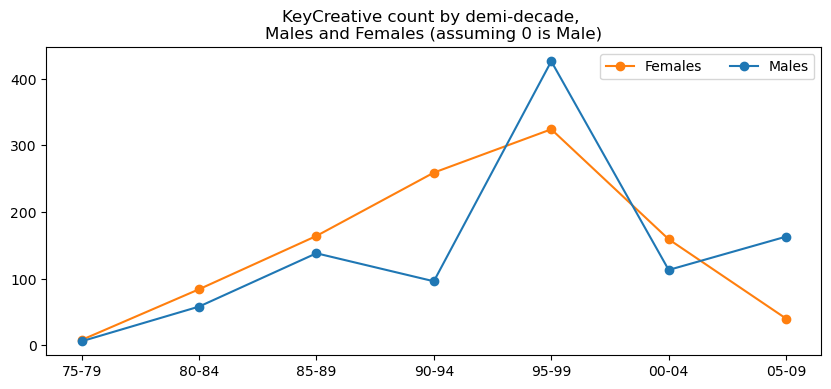 KeyCreative count by demi-decade,
Males and Females (assuming 0 is Male)
Females Males
400
300
200
100
0
75-79 80-84 85-89 90-94 95-99 00-04 05-09